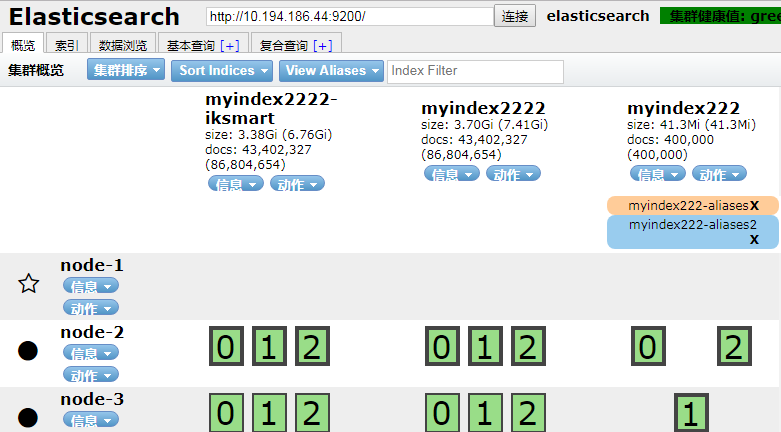 Elasticsearch http://10.194.186.44:9200/ 连接 elasticsearch 集群健康值: gree
概览 索引 数据浏览 基本查询 [+] 复合查询 [+]
集群概览 集群排序 Sort Indices View Aliases Index Filter
myindex2222-
iksmart
size: 3.38Gi (6.76Gi)
docs: 43,402,327
(86,804,654)
信息 动作
myindex2222
size: 3.70Gi (7.41Gi)
docs: 43,402,327
(86,804,654)
信息 动作
myindex222
size: 41.3Mi (41.3Mi)
docs: 400,000
(400,000)
信息 动作
myindex222-aliasesX
myindex222-aliases2
X
node-1
信息
动作
node-2
信息
动作
0 1 2 0 1 2 0 2
node-3
信息
0 1 2 0 1 2 1